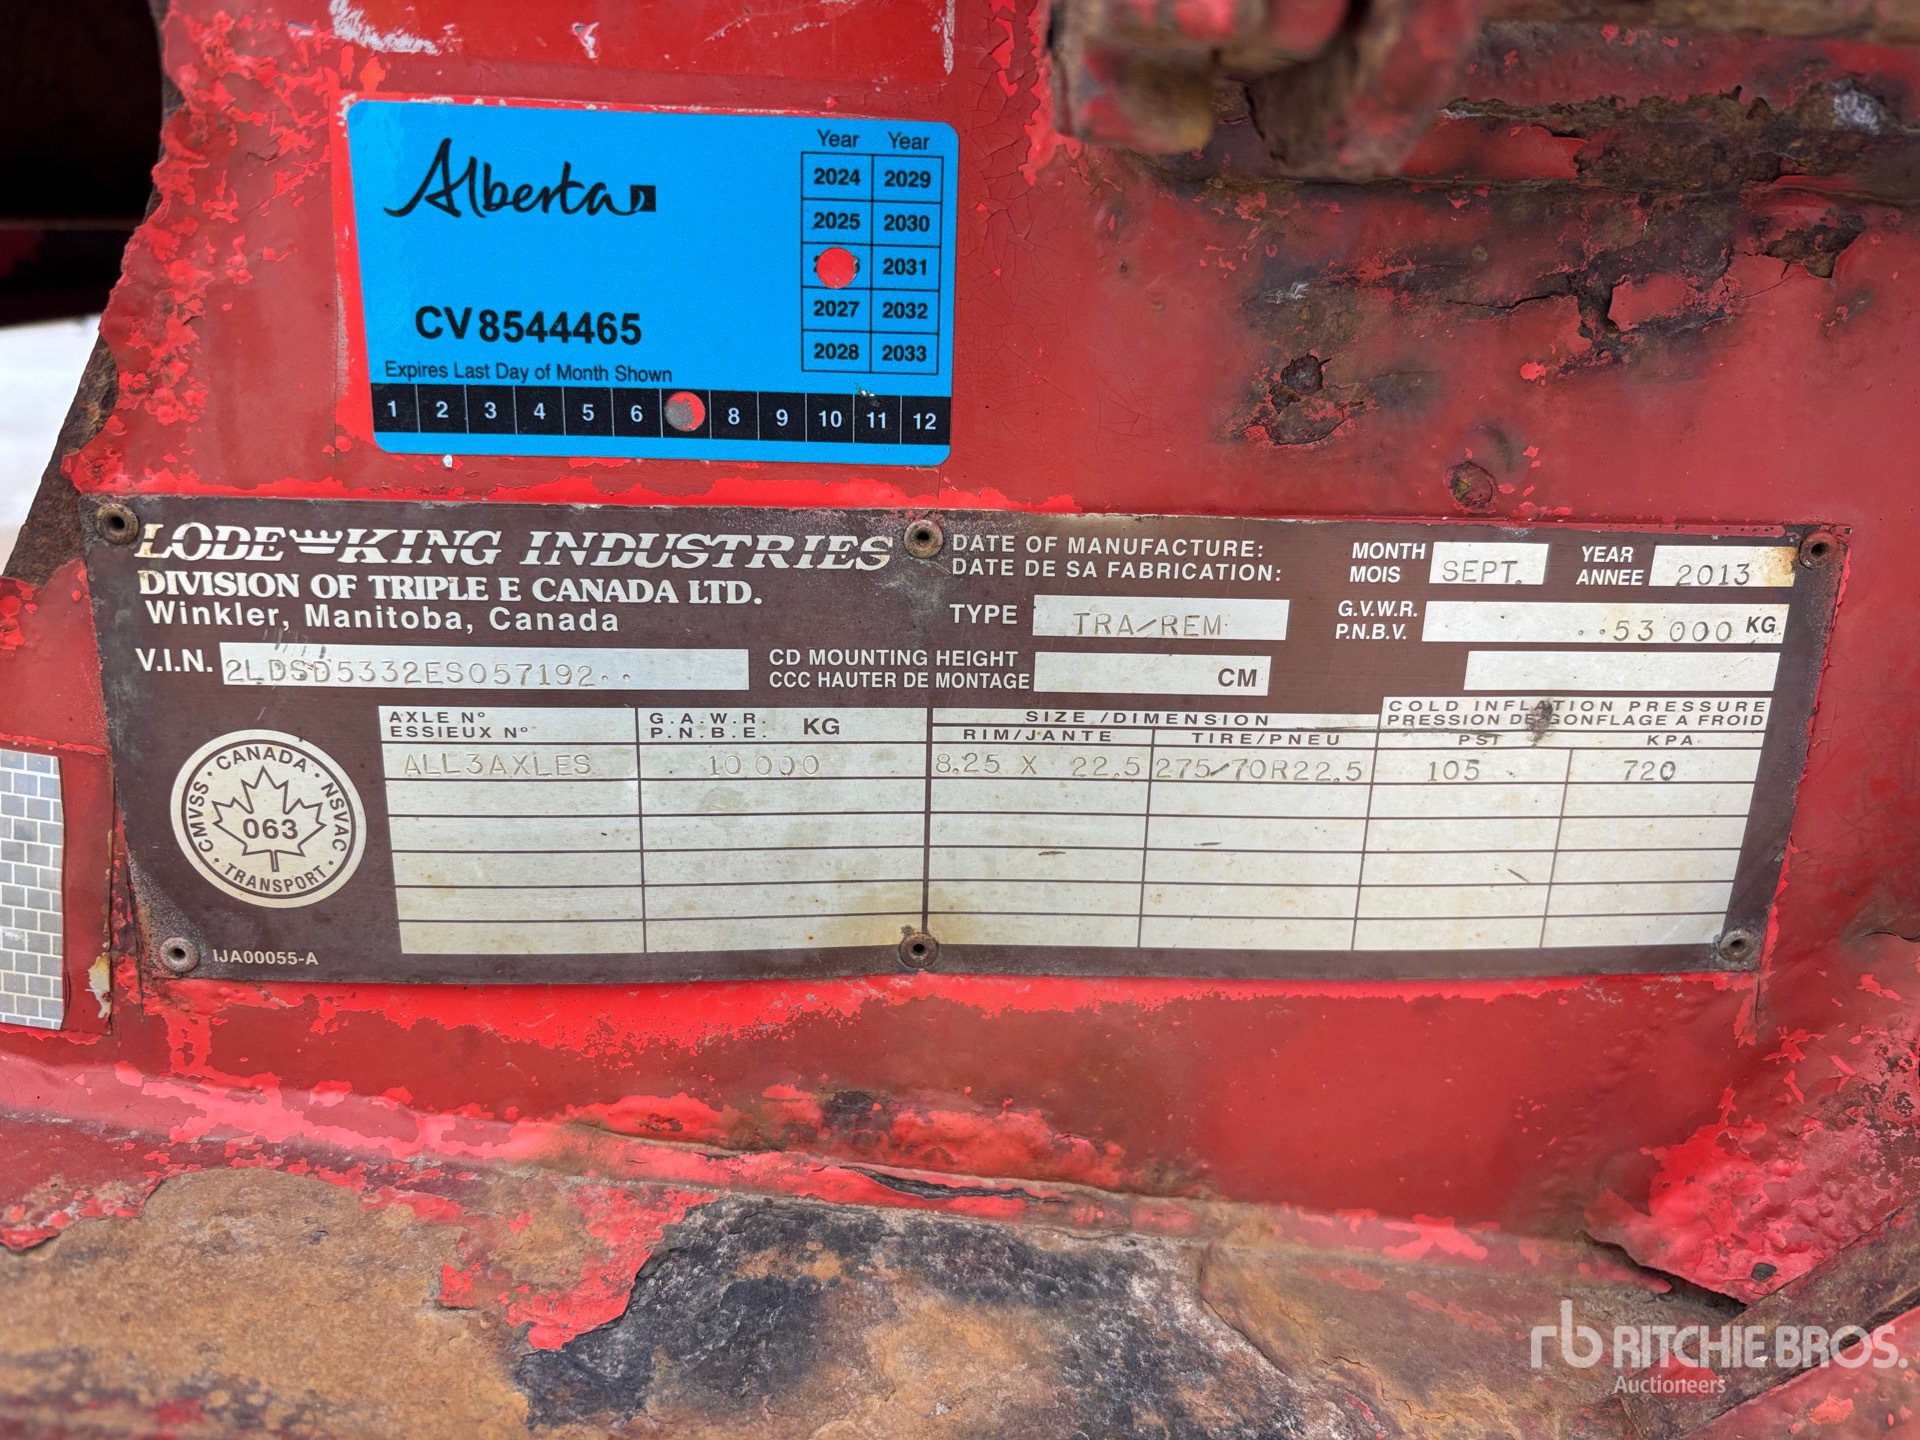 Alberta
Year Year
2024 2029
2025 2030
2031
2027 2032
2028 2033
CV8544465
Expires Last Day of Month Shown
1 2 3 4 5 6 8 9 10 11 12
LODE KING INDUSTRIES
DIVISION OF TRIPLE E CANADA LTD.
Winkler, Manitoba, Canada
DATE OF MANUFACTURE:
DATE DE SA FABRICATION:
MONTH
MOIS
SEPT.
YEAR
ANNEE
2013
TYPE TRA/REM
G.V.W.R.
P.N.B.V.
..53 000 KG
V.I.N. 2LDSD5332ES057192..
CD MOUNTING HEIGHT
CCC HAUTER DE MONTAGE
CM
AXLE Nº
ESSIEUX Nº
G.A.W.R.
P.N.B.E.
KG
SIZE/DIMENSION
RIM/JANTE TIRE/PNEU
COLD INFLATION PRESSURE
PRESSION DE GONFLAGE A FROID
PSI KPA
ALL3AXLES 10 000 8.25 X 22.5 275/70R22.5 105 720
CANADA
CMVSS NSVAC
063
TRANSPORT
IJA00055-A
rb RITCHIE BROS.
Auctioneers